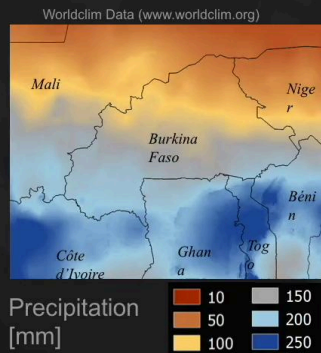 Worldclim Data (www.worldclim.org)
Mali
Nige
r
Burkina
Faso
Béni
n
Côte
d'Ivoire
Ghan
a
Tog
o
Precipitation
[mm]
10
150
50
200
100
250